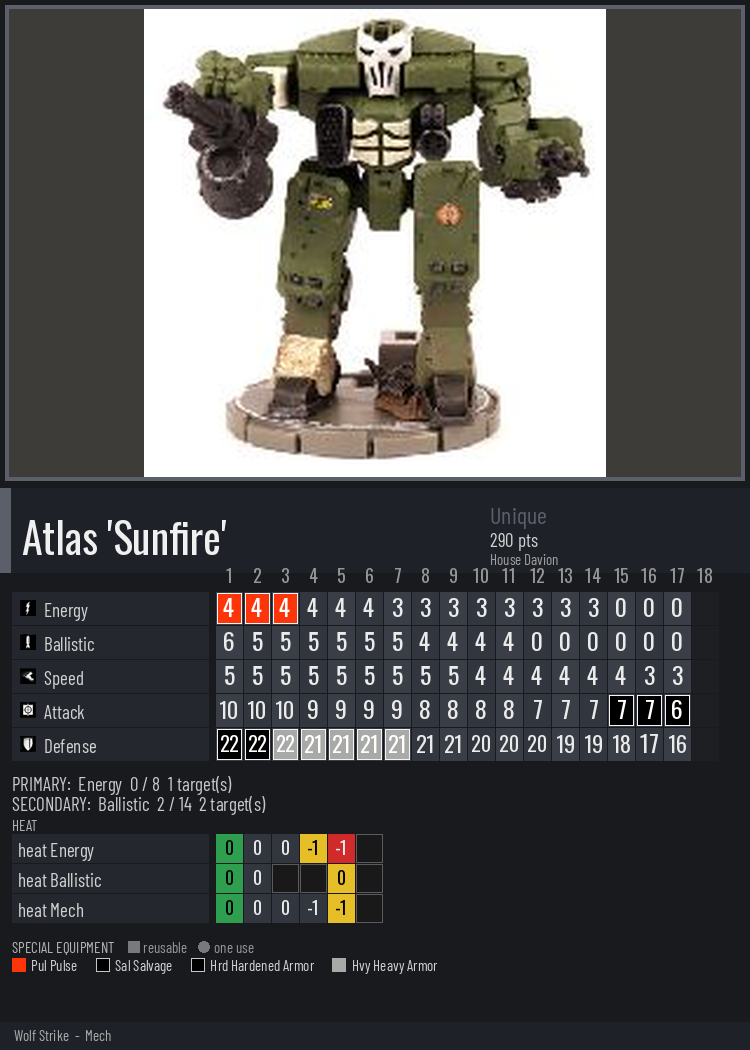 Atlas 'Sunfire'
Unique
290 pts
House Davion
1 2 3 4 5 6 7 8 9 10 11 12 13 14 15 16 17 18
Energy 4 4 4 4 4 4 3 3 3 3 3 3 3 3 0 0 0
Ballistic 6 5 5 5 5 5 5 4 4 4 4 0 0 0 0 0 0
Speed 5 5 5 5 5 5 5 5 5 4 4 4 4 4 4 3 3
Attack 10 10 10 9 9 9 9 8 8 8 8 7 7 7 7 7 6
Defense 22 22 22 21 21 21 21 21 21 20 20 20 19 19 18 17 16
PRIMARY: Energy 0 / 8 1 target(s)
SECONDARY: Ballistic 2 / 14 2 target(s)
HEAT
heat Energy 0 0 0 -1 -1
heat Ballistic 0 0 0
heat Mech 0 0 0 -1 -1
SPECIAL EQUIPMENT reusable one use
Pul Pulse Sal Salvage Hrd Hardened Armor Hvy Heavy Armor
Wolf Strike - Mech